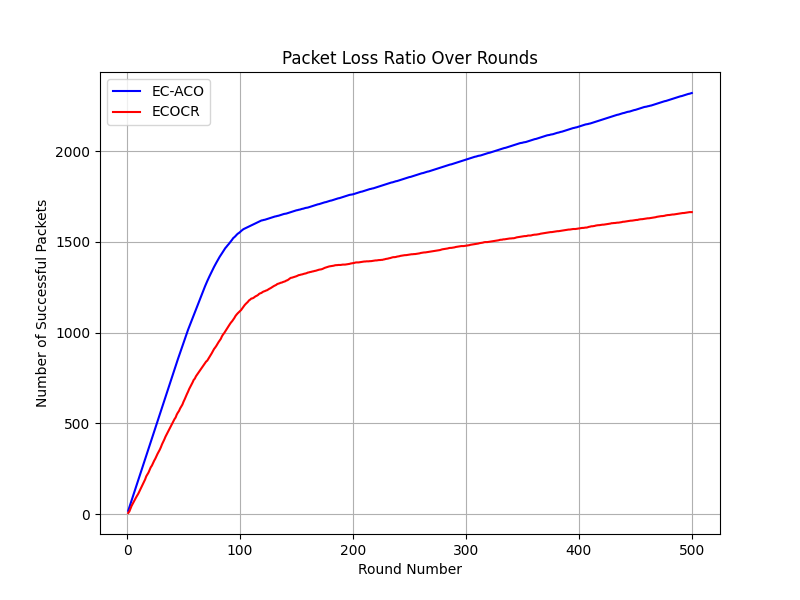 Packet Loss Ratio Over Rounds
EC-ACO
ECOCR
Number of Successful Packets
2000
1500
1000
500
0
0 100 200 300 400 500
Round Number